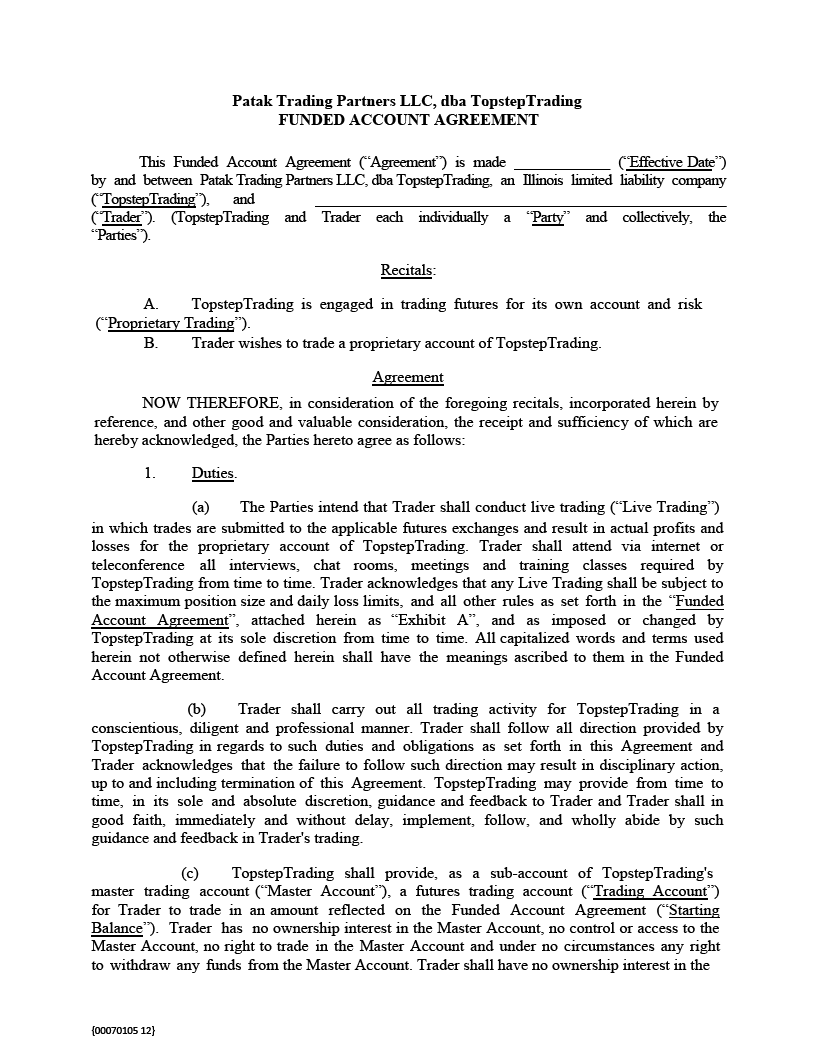 Patak Trading Partners LLC, dba TopstepTrading
FUNDED ACCOUNT AGREEMENT
This Funded Account Agreement (“Agreement”) is made ____________ (“Effective Date”)
by and between Patak Trading Partners LLC, dba TopstepTrading, an Illinois limited liability company
(“TopstepTrading”), and ____________________________________________________
(“Trader”). (TopstepTrading and Trader each individually a “Party” and collectively, the
“Parties”).
Recitals:
A. TopstepTrading is engaged in trading futures for its own account and risk
(“Proprietary Trading”).
B. Trader wishes to trade a proprietary account of TopstepTrading.
Agreement
NOW THEREFORE, in consideration of the foregoing recitals, incorporated herein by
reference, and other good and valuable consideration, the receipt and sufficiency of which are
hereby acknowledged, the Parties hereto agree as follows:
1. Duties.
(a) The Parties intend that Trader shall conduct live trading (“Live Trading”)
in which trades are submitted to the applicable futures exchanges and result in actual profits and
losses for the proprietary account of TopstepTrading. Trader shall attend via internet or
teleconference all interviews, chat rooms, meetings and training classes required by
TopstepTrading from time to time. Trader acknowledges that any Live Trading shall be subject to
the maximum position size and daily loss limits, and all other rules as set forth in the “Funded
Account Agreement”, attached herein as “Exhibit A”, and as imposed or changed by
TopstepTrading at its sole discretion from time to time. All capitalized words and terms used
herein not otherwise defined herein shall have the meanings ascribed to them in the Funded
Account Agreement.
(b) Trader shall carry out all trading activity for TopstepTrading in a
conscientious, diligent and professional manner. Trader shall follow all direction provided by
TopstepTrading in regards to such duties and obligations as set forth in this Agreement and
Trader acknowledges that the failure to follow such direction may result in disciplinary action,
up to and including termination of this Agreement. TopstepTrading may provide from time to
time, in its sole and absolute discretion, guidance and feedback to Trader and Trader shall in
good faith, immediately and without delay, implement, follow, and wholly abide by such
guidance and feedback in Trader's trading.
(c) TopstepTrading shall provide, as a sub-account of TopstepTrading's
master trading account (“Master Account”), a futures trading account (“Trading Account”)
for Trader to trade in an amount reflected on the Funded Account Agreement (“Starting
Balance”). Trader has no ownership interest in the Master Account, no control or access to the
Master Account, no right to trade in the Master Account and under no circumstances any right
to withdraw any funds from the Master Account. Trader shall have no ownership interest in the
{00070105 12}